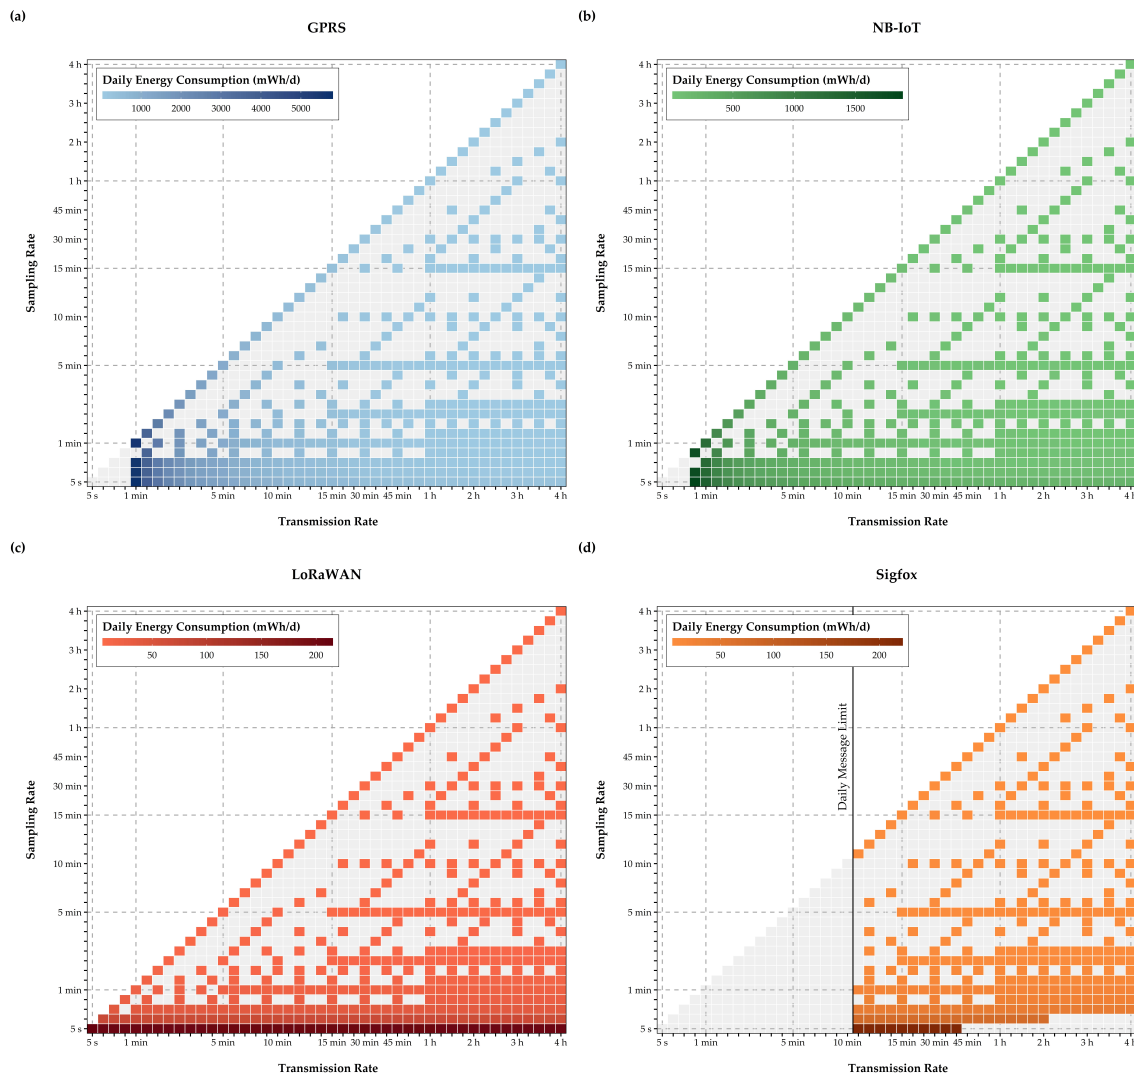 (a)
GPRS
Daily Energy Consumption (mWh/d)
1000 2000 3000 4000 5000
Sampling Rate
4 h
3 h
2 h
1 h
45 min
30 min
15 min
10 min
5 min
1 min
5 s
5 s 1 min 5 min 10 min 15 min 30 min 45 min 1 h 2 h 3 h 4 h
Transmission Rate
(b)
NB-IoT
Daily Energy Consumption (mWh/d)
500 1000 1500
Sampling Rate
4 h
3 h
2 h
1 h
45 min
30 min
15 min
10 min
5 min
1 min
5 s
5 s 1 min 5 min 10 min 15 min 30 min 45 min 1 h 2 h 3 h 4 h
Transmission Rate
(c)
LoRaWAN
Daily Energy Consumption (mWh/d)
50 100 150 200
Sampling Rate
4 h
3 h
2 h
1 h
45 min
30 min
15 min
10 min
5 min
1 min
5 s
5 s 1 min 5 min 10 min 15 min 30 min 45 min 1 h 2 h 3 h 4 h
Transmission Rate
(d)
Sigfox
Daily Energy Consumption (mWh/d)
50 100 150 200
Daily Message Limit
Sampling Rate
4 h
3 h
2 h
1 h
45 min
30 min
15 min
10 min
5 min
1 min
5 s
5 s 1 min 5 min 10 min 15 min 30 min 45 min 1 h 2 h 3 h 4 h
Transmission Rate